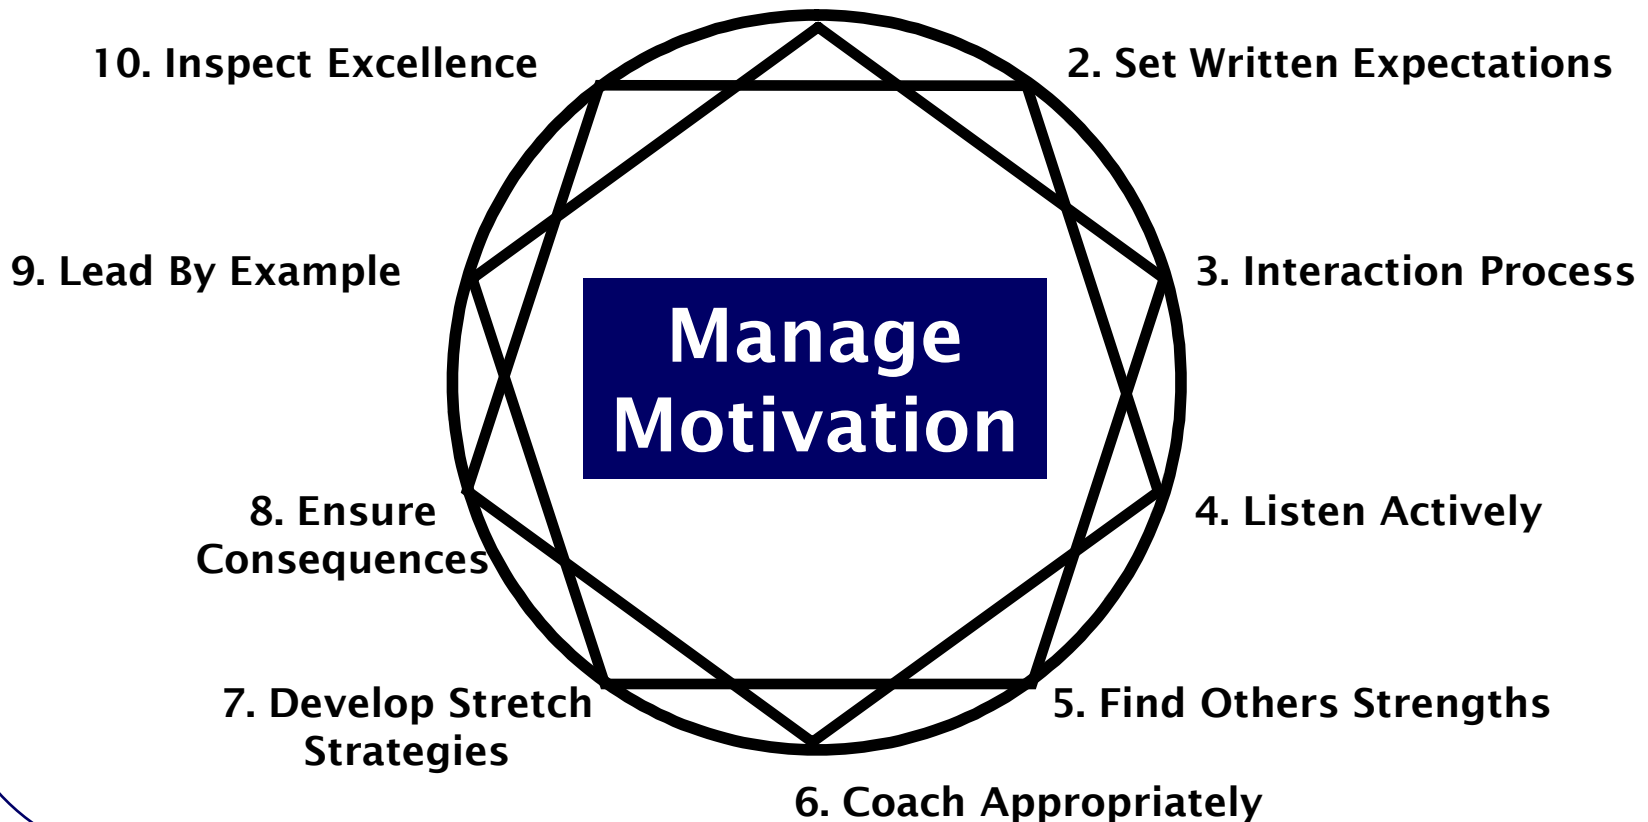 10. Inspect Excellence
2. Set Written Expectations
9. Lead By Example
3. Interaction Process
Manage
Motivation
8. Ensure
Consequences
4. Listen Actively
7. Develop Stretch
Strategies
5. Find Others Strengths
6. Coach Appropriately